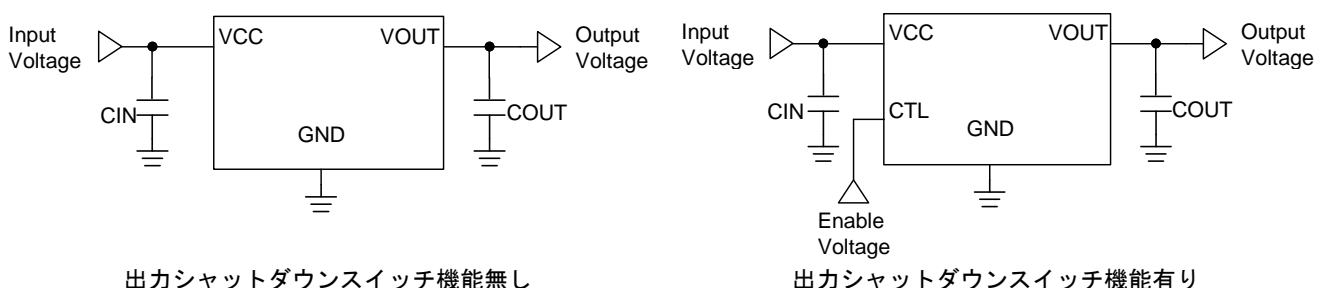 Input
Voltage
VCC
VOUT
Output
Voltage
CIN
COUT
GND
出力シャットダウンスイッチ機能無し
Input
Voltage
VCC
VOUT
Output
Voltage
CIN
CTL
COUT
GND
Enable
Voltage
出力シャットダウンスイッチ機能有り